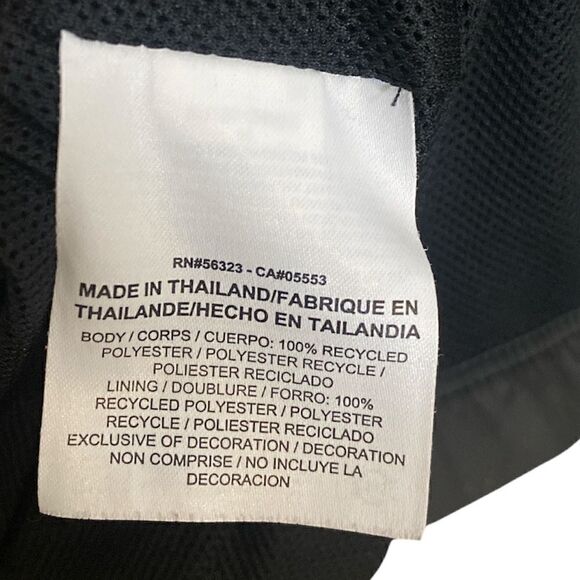 RN#56323 - CA#05553
MADE IN THAILAND/FABRIQUE EN
THAILANDE/HECHO EN TAILANDIA
BODY / CORPS / CUERPO: 100% RECYCLED
POLYESTER / POLYESTER RECYCLE /
POLIESTER RECICLADO
LINING / DOUBLURE / FORRO: 100%
RECYCLED POLYESTER / POLYESTER
RECYCLE / POLIESTER RECICLADO
EXCLUSIVE OF DECORATION / DECORATION
NON COMPRISE / NO INCLUYE LA
DECORACION